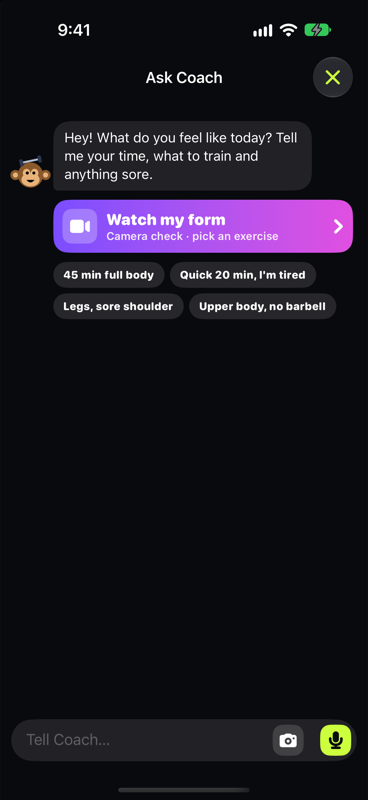 9:41
Ask Coach
Hey! What do you feel like today? Tell
me your time, what to train and
anything sore.
Watch my form
Camera check · pick an exercise
45 min full body
Quick 20 min, I'm tired
Legs, sore shoulder
Upper body, no barbell
Tell Coach...